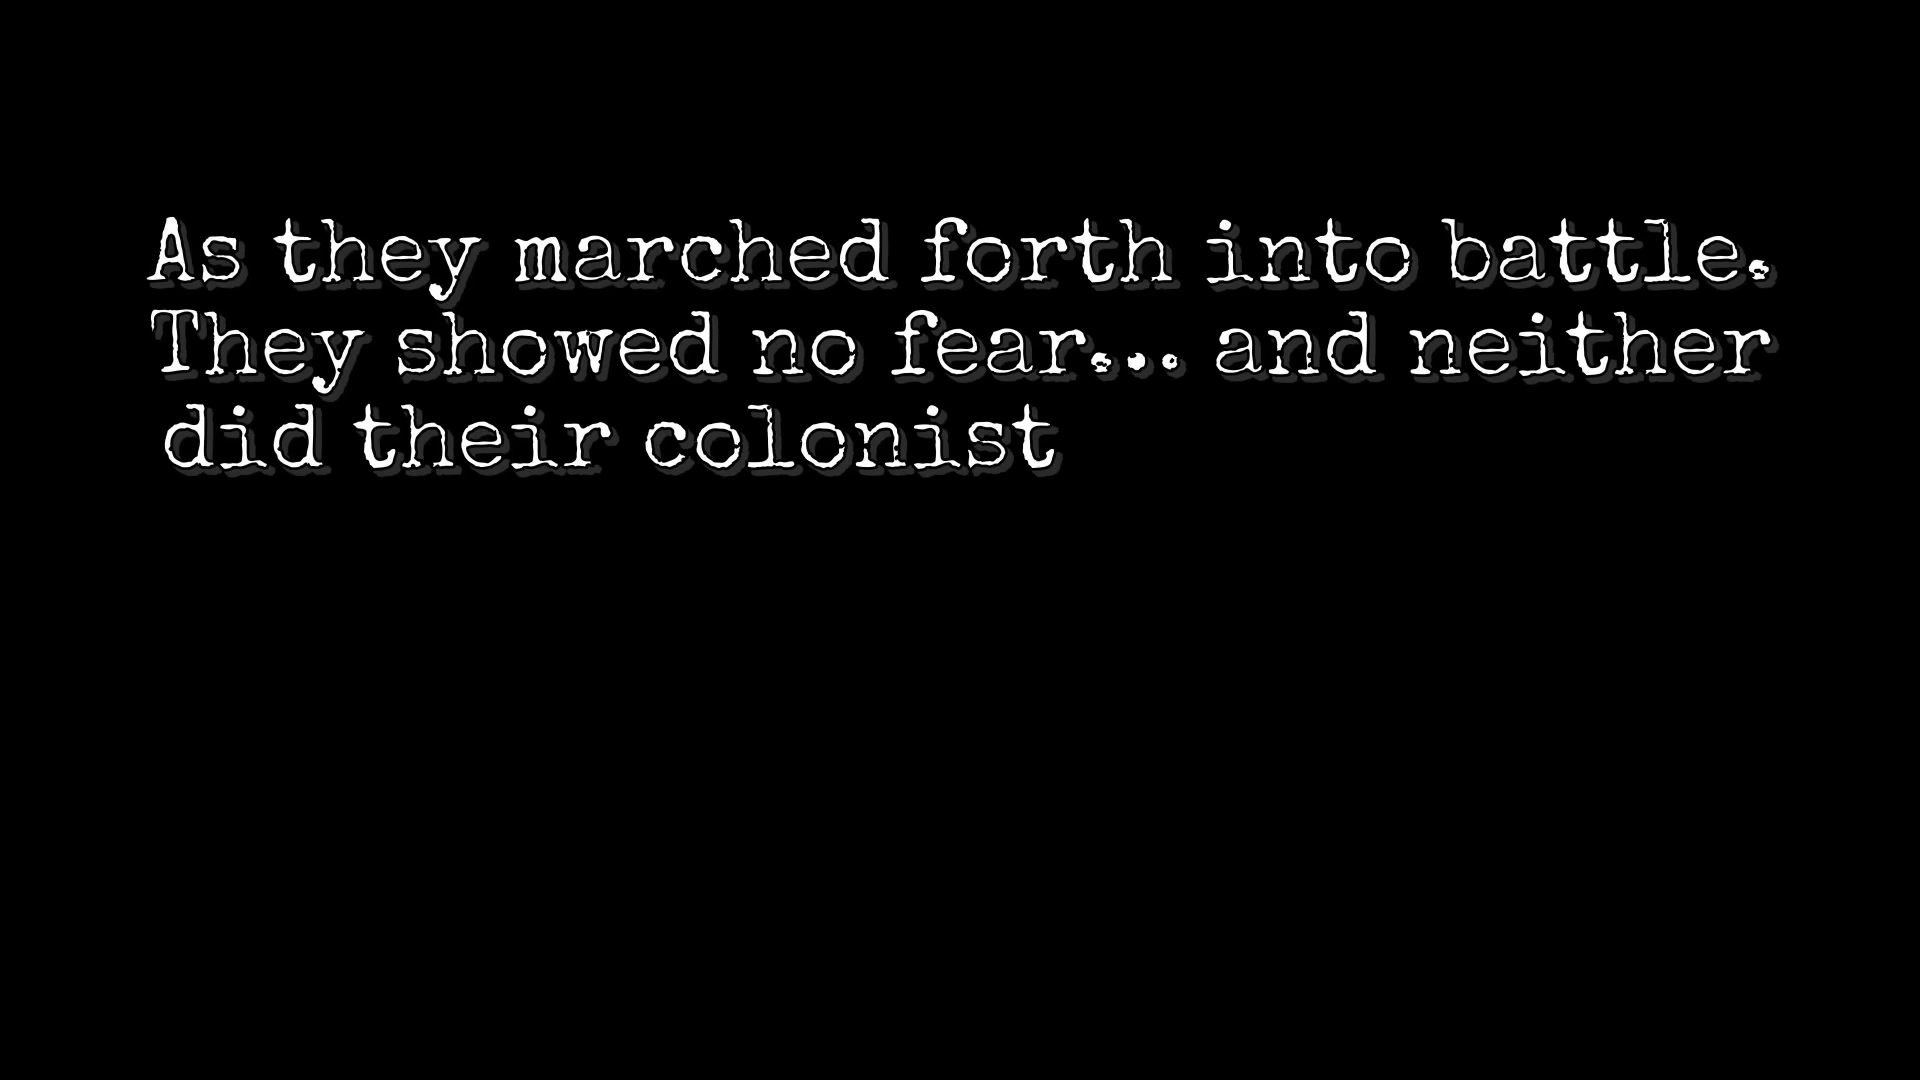 As they marched forth into battle.
They showed no fear... and neither
did their colonist